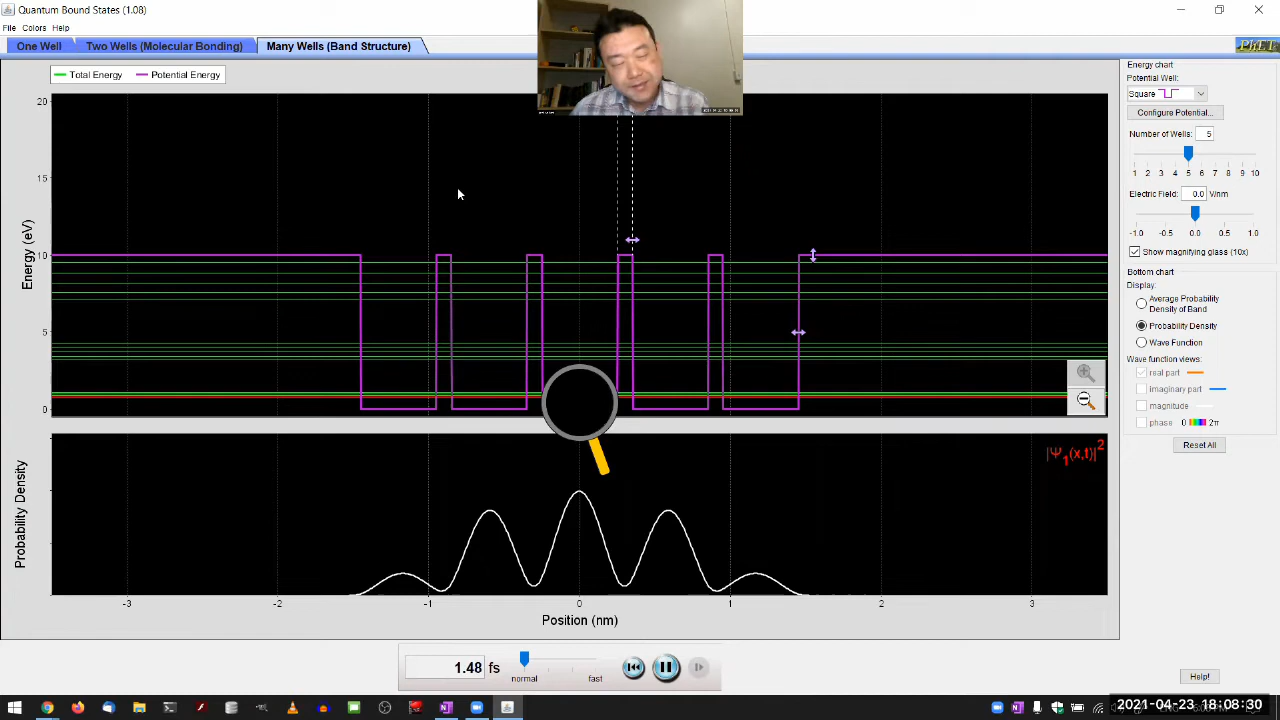 Quantum Bound States (1.08)
File Colors Help
One Well
Two Wells (Molecular Bonding)
Many Wells (Band Structure)
PhET
Total Energy
Potential Energy
20
15
10
5
0
Energy (eV)
Probability Density
|Ψ1(x,t)|²
-3
-2
-1
0
1
2
3
Position (nm)
1.48 fs
normal
fast
Energy chart
Potential Well:
Square
Configure Potential...
Number of Wells: 5
1 2 3 4 5 6 7 8 9 10
Electric Field: 0.0 V/nm
-1.0 -0.5 0.0 0.5 1.0
Show magnifying glass (10x)
Bottom chart
Display:
Average Probability
Density of Band
Probability Density
Wave Function
Wave function views:
real part
imaginary part
magnitude
phase 0 2π
Reset All
Help!
2021-04-23 18:08:30